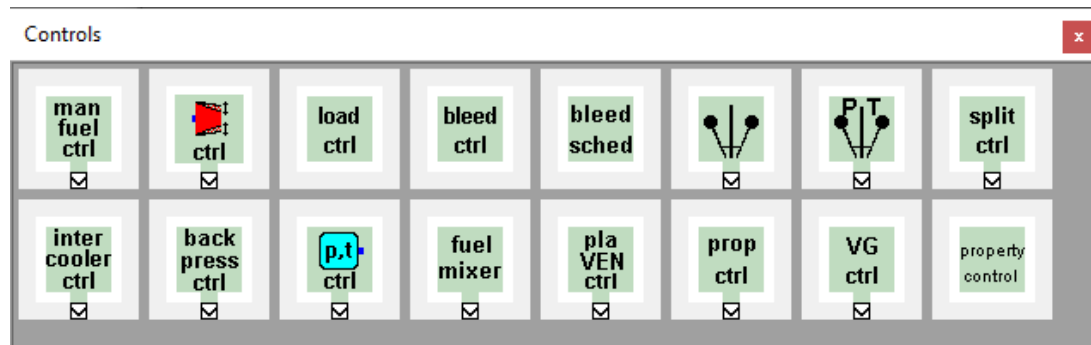 Controls
x
man
fuel
ctrl
ctrl
load
ctrl
bleed
ctrl
bleed
sched
P T
split
ctrl
inter
cooler
ctrl
back
press
ctrl
p,t
ctrl
fuel
mixer
pla
VEN
ctrl
prop
ctrl
VG
ctrl
property
control